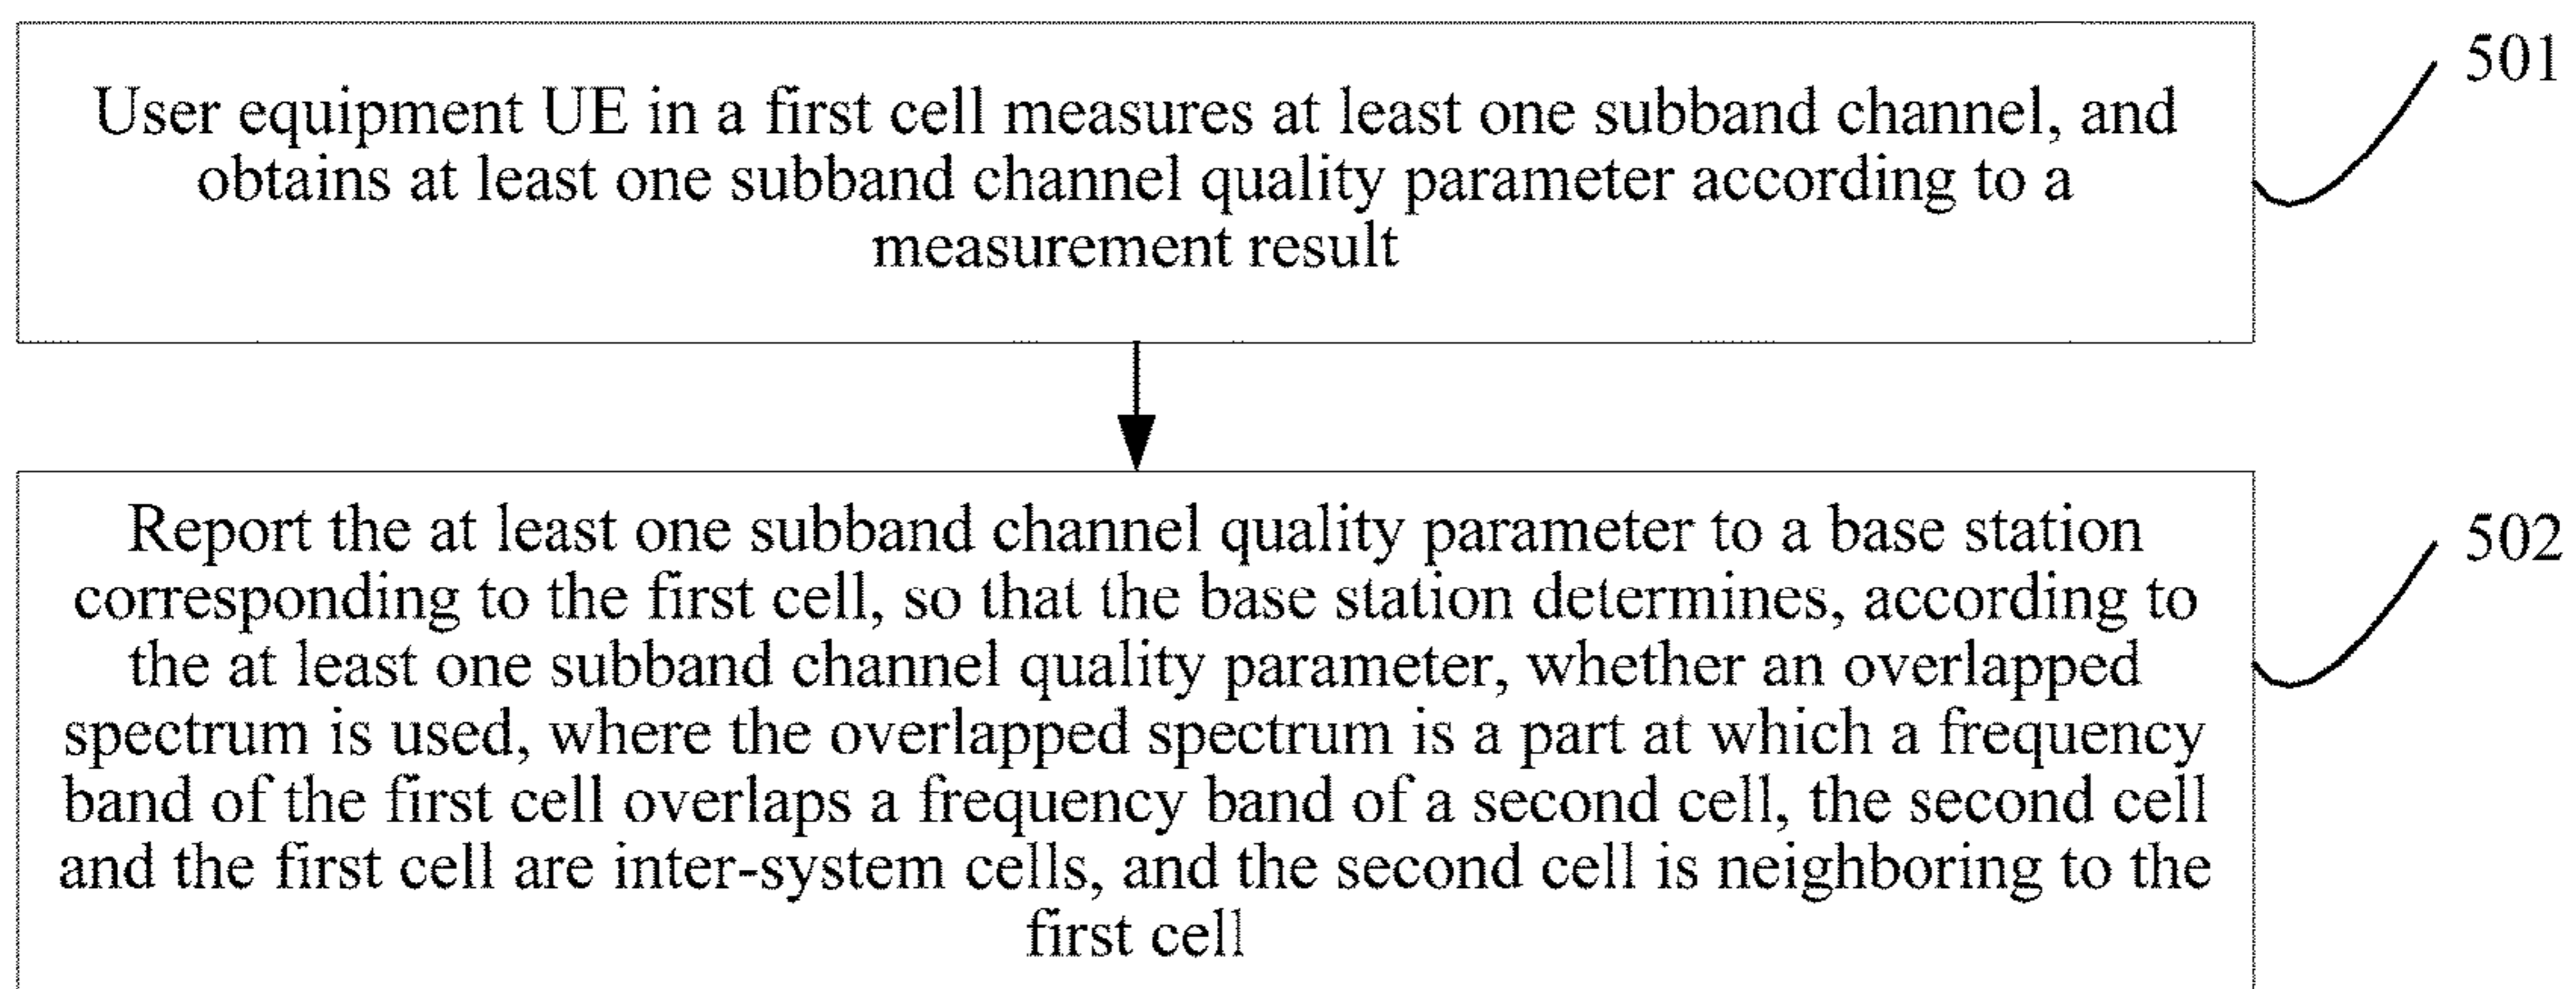 User equipment UE in a first cell measures at least one subband channel, and
obtains at least one subband channel quality parameter according to a
measurement result
501
Report the at least one subband channel quality parameter to a base station
corresponding to the first cell, so that the base station determines, according to
the at least one subband channel quality parameter, whether an overlapped
spectrum is used, where the overlapped spectrum is a part at which a frequency
band of the first cell overlaps a frequency band of a second cell, the second cell
and the first cell are inter-system cells, and the second cell is neighboring to the
first cell
502